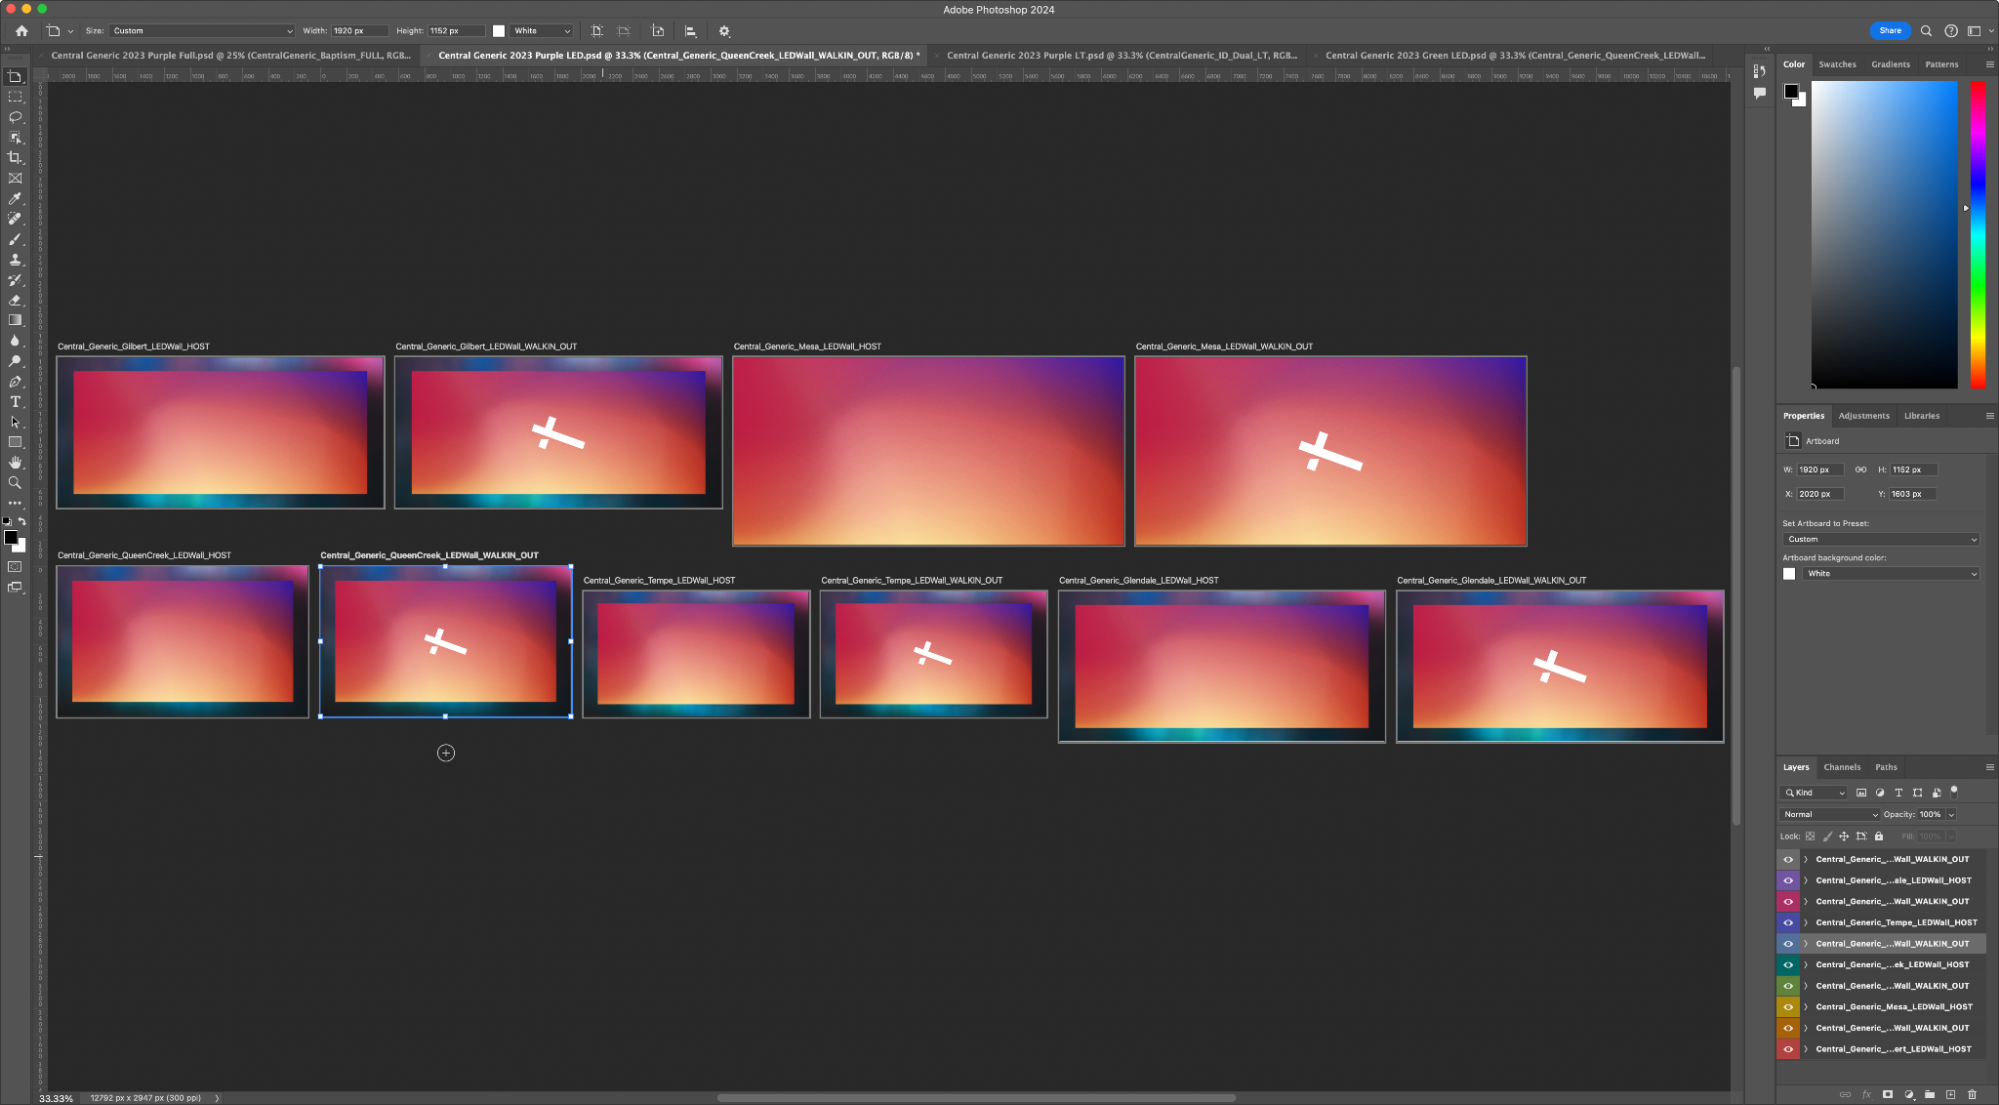 Adobe Photoshop 2024
Size: Custom Width: 1920 px Height: 1152 px White Share
Central Generic 2023 Purple Full.psd @ 25% (CentralGeneric_Baptism_FULL, RGB...
Central Generic 2023 Purple LED.psd @ 33.3% (Central_Generic_QueenCreek_LEDWall_WALKIN_OUT, RGB/8) *
Central Generic 2023 Purple LT.psd @ 33.3% (CentralGeneric_ID_Dual_LT, RGB...
Central Generic 2023 Green LED.psd @ 33.3% (Central_Generic_QueenCreek_LEDWall...
Color Swatches Gradients Patterns
Central_Generic_Gilbert_LEDWall_HOST
Central_Generic_Gilbert_LEDWall_WALKIN_OUT
Central_Generic_Mesa_LEDWall_HOST
Central_Generic_Mesa_LEDWall_WALKIN_OUT
Central_Generic_QueenCreek_LEDWall_HOST
Central_Generic_QueenCreek_LEDWall_WALKIN_OUT
Central_Generic_Tempe_LEDWall_HOST
Central_Generic_Tempe_LEDWall_WALKIN_OUT
Central_Generic_Glendale_LEDWall_HOST
Central_Generic_Glendale_LEDWall_WALKIN_OUT
Properties Adjustments Libraries
Artboard
W: 1920 px H: 1152 px
X: 2020 px Y: 1603 px
Set Artboard to Preset:
Custom
Artboard background color:
White
Layers Channels Paths
Kind
Normal Opacity: 100%
Lock: Fill: 100%
Central_Generic_...Wall_WALKIN_OUT
Central_Generic_...ale_LEDWall_HOST
Central_Generic_...Wall_WALKIN_OUT
Central_Generic_Tempe_LEDWall_HOST
Central_Generic_...Wall_WALKIN_OUT
Central_Generic_...ek_LEDWall_HOST
Central_Generic_...Wall_WALKIN_OUT
Central_Generic_Mesa_LEDWall_HOST
Central_Generic_...Wall_WALKIN_OUT
Central_Generic_...ert_LEDWall_HOST
33.33% 12792 px x 2947 px (300 ppi)